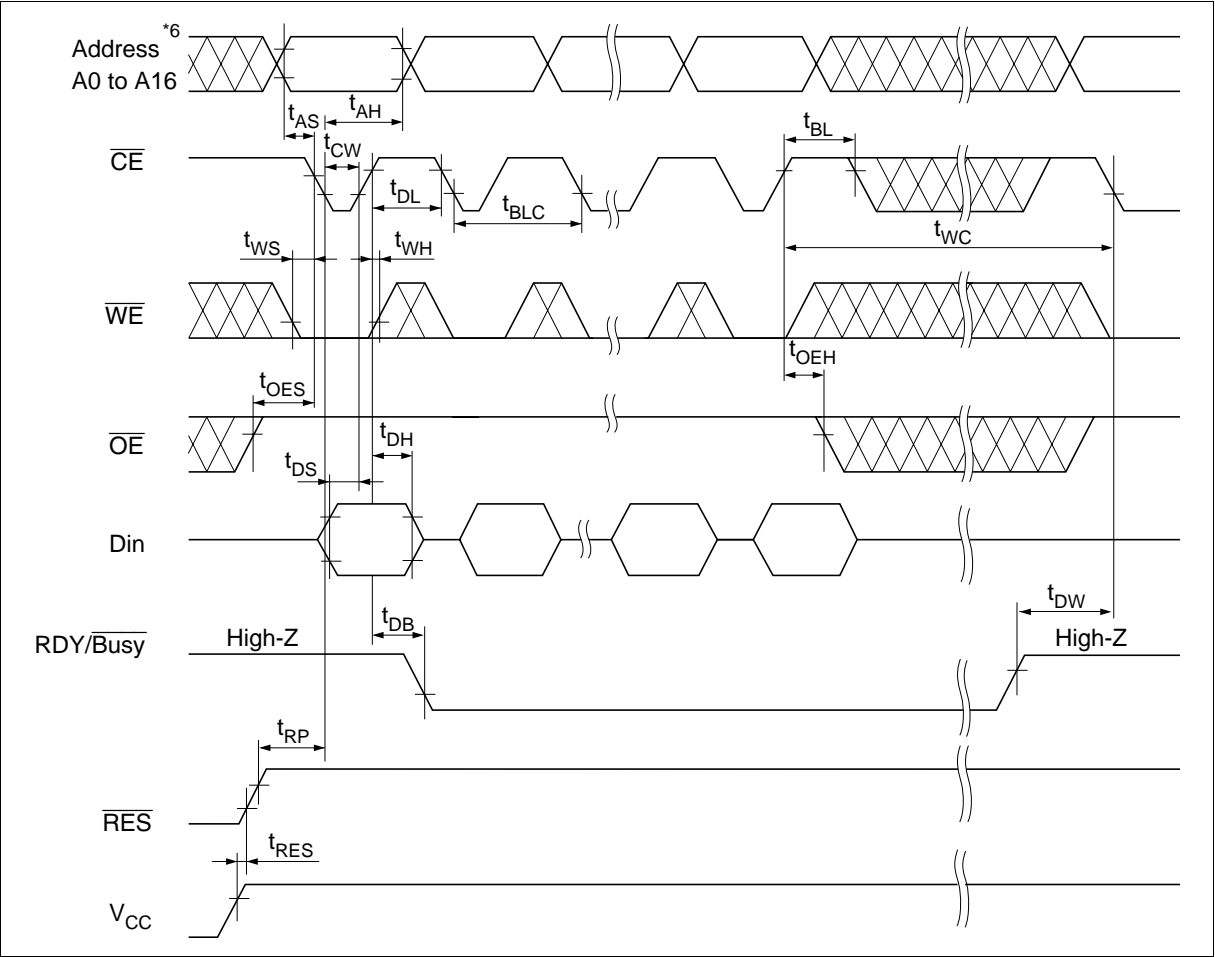 Address *6
A0 to A16
tAS
tAH
tBL
CE
tCW
tDL
tBLC
tWC
tWS
tWH
WE
tOEH
tOES
OE
tDH
tDS
Din
tDW
tDB
RDY/Busy
High-Z
High-Z
tRP
RES
tRES
VCC